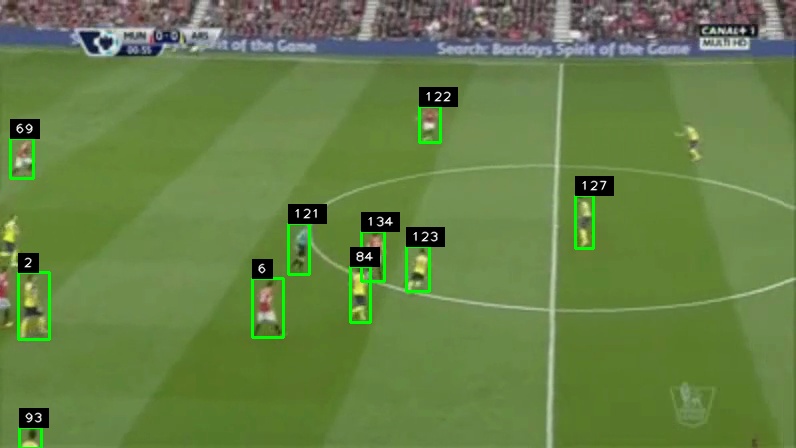 MUN 0-0 ARS
00:55
it of the Game
Search: Barclays Spirit of the Game
CANAL+ 1
MULTI HD
122
69
127
121
134
123
84
2
6
93